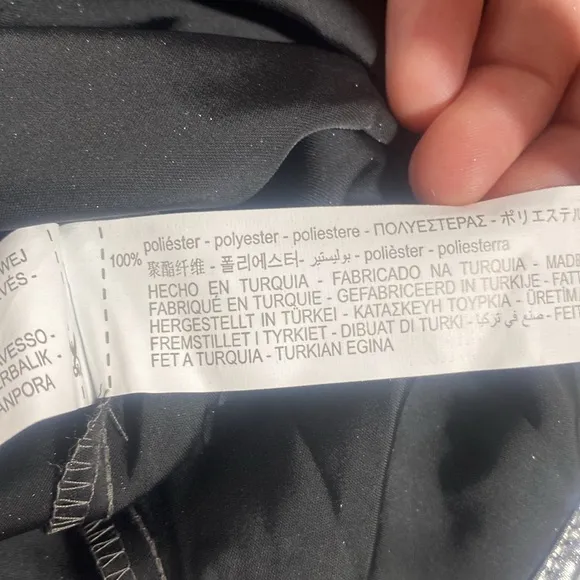 100% poliéster - polyester - poliestere - ΠΟΛΥΕΣΤΕΡΑΣ - ポリエステル
聚酯纤维 - 폴리에스터 - بوليستير - polièster - poliesterra
HECHO EN TURQUIA - FABRICADO NA TURQUIA - MADE
FABRIQUÉ EN TURQUIE - GEFABRICEERD IN TURKIJE - FATT
HERGESTELLT IN TÜRKEI - ΚΑΤΑΣΚΕΥΗ ΤΟΥΡΚΙΑ - ÜRETİM
FREMSTILLET I TYRKIET - DIBUAT DI TURKI - صنع في تركيا - FEIT
FET A TURQUIA - TURKIAN EGINA